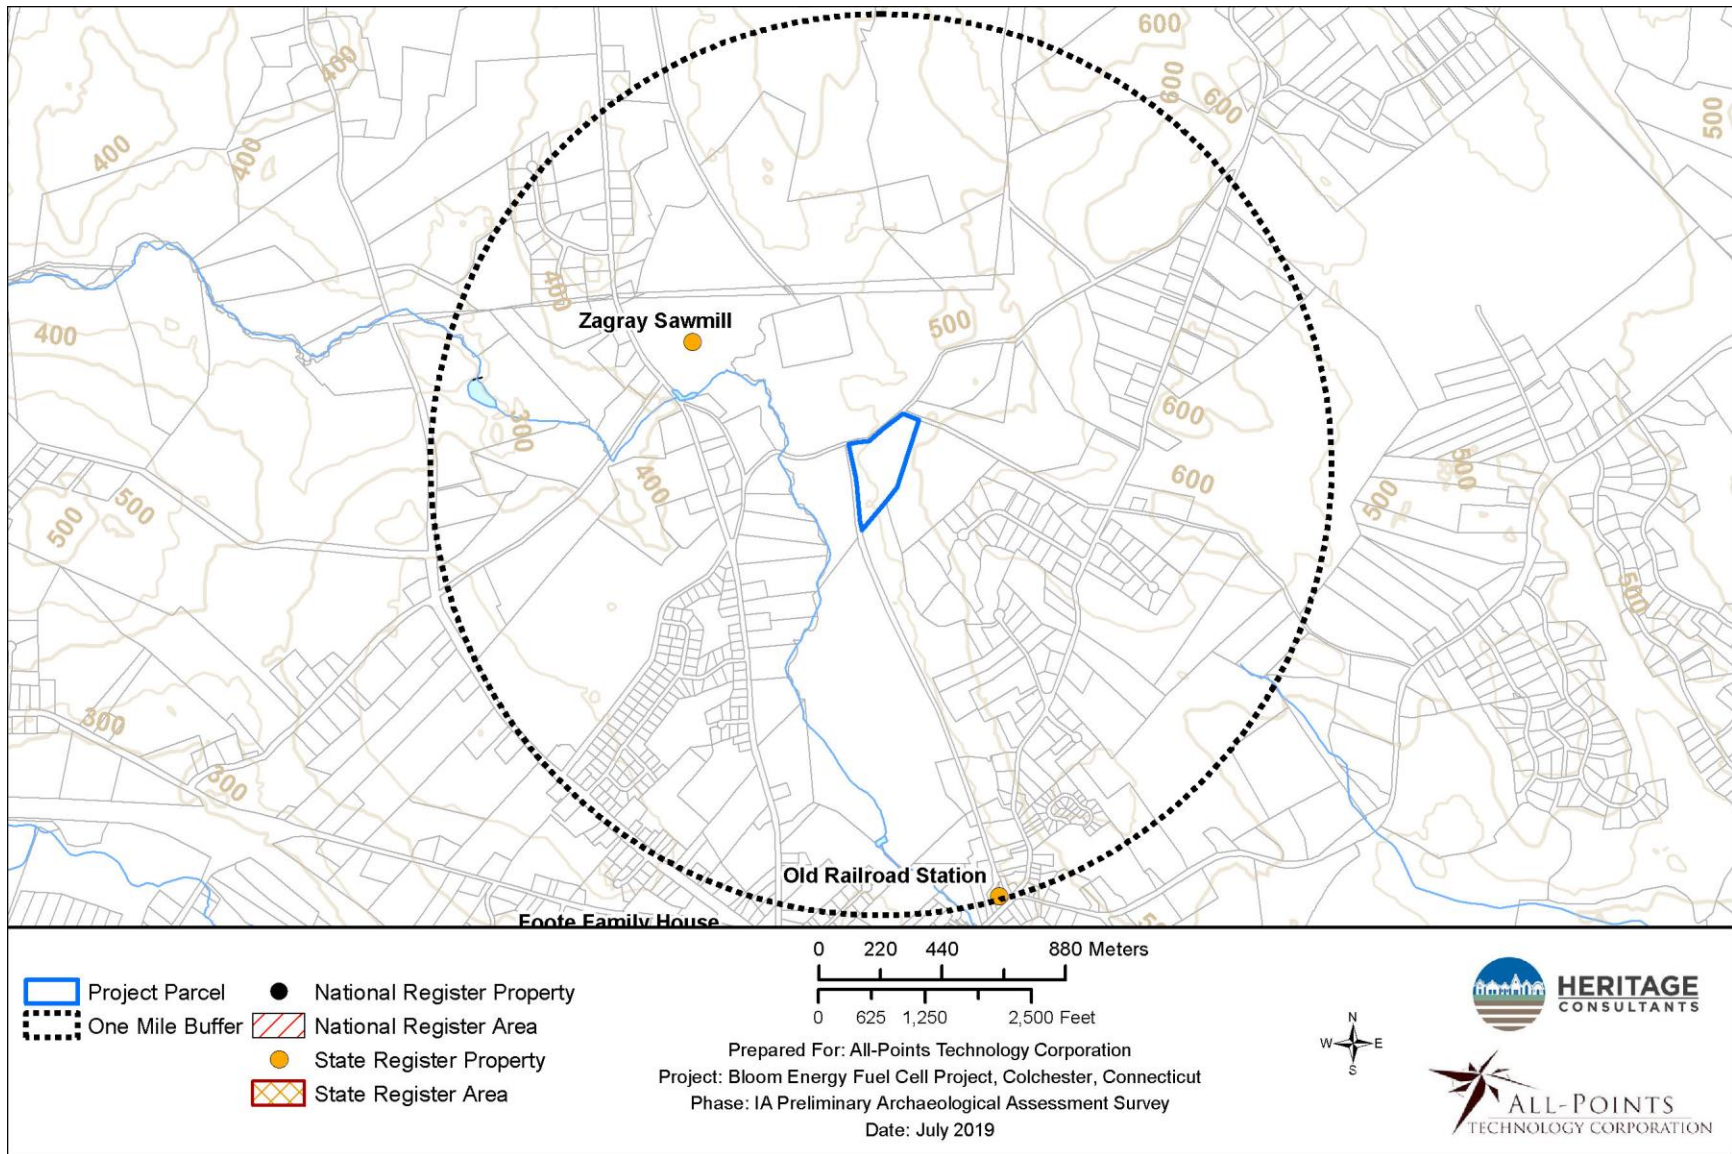 600
400
600
600
500
400
400
400
Zagray Sawmill
500
400
300
600
400
600
500
500
500
500
500
300
300
Old Railroad Station
Foote Family House
Project Parcel
One Mile Buffer
National Register Property
National Register Area
State Register Property
State Register Area
0 220 440 880 Meters
0 625 1,250 2,500 Feet
Prepared For: All-Points Technology Corporation
Project: Bloom Energy Fuel Cell Project, Colchester, Connecticut
Phase: IA Preliminary Archaeological Assessment Survey
Date: July 2019
N
W E
S
HERITAGE
CONSULTANTS
ALL-POINTS
TECHNOLOGY CORPORATION